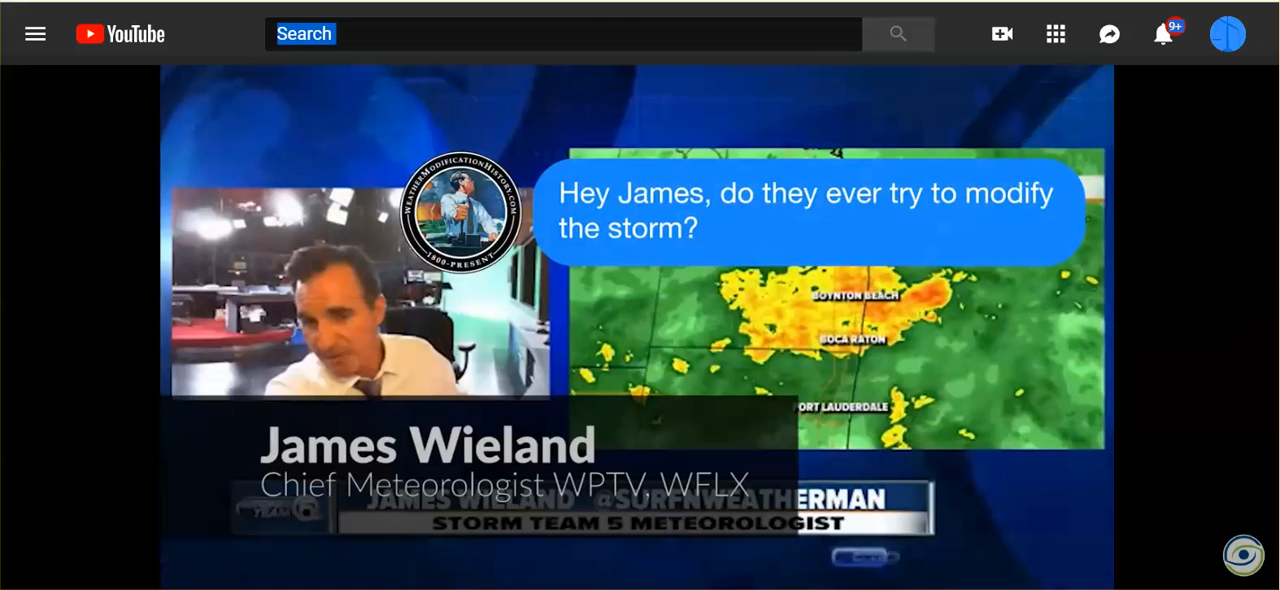 YouTube
Search
9+
WEATHERMODIFICATIONHISTORY.COM
1800-PRESENT
Hey James, do they ever try to modify
the storm?
BOYNTON BEACH
BOCA RATON
FORT LAUDERDALE
James Wieland
Chief Meteorologist WPTV, WFLX
JAMES WIELAND @SURFNWEATHERMAN
TEAM
STORM TEAM 5 METEOROLOGIST